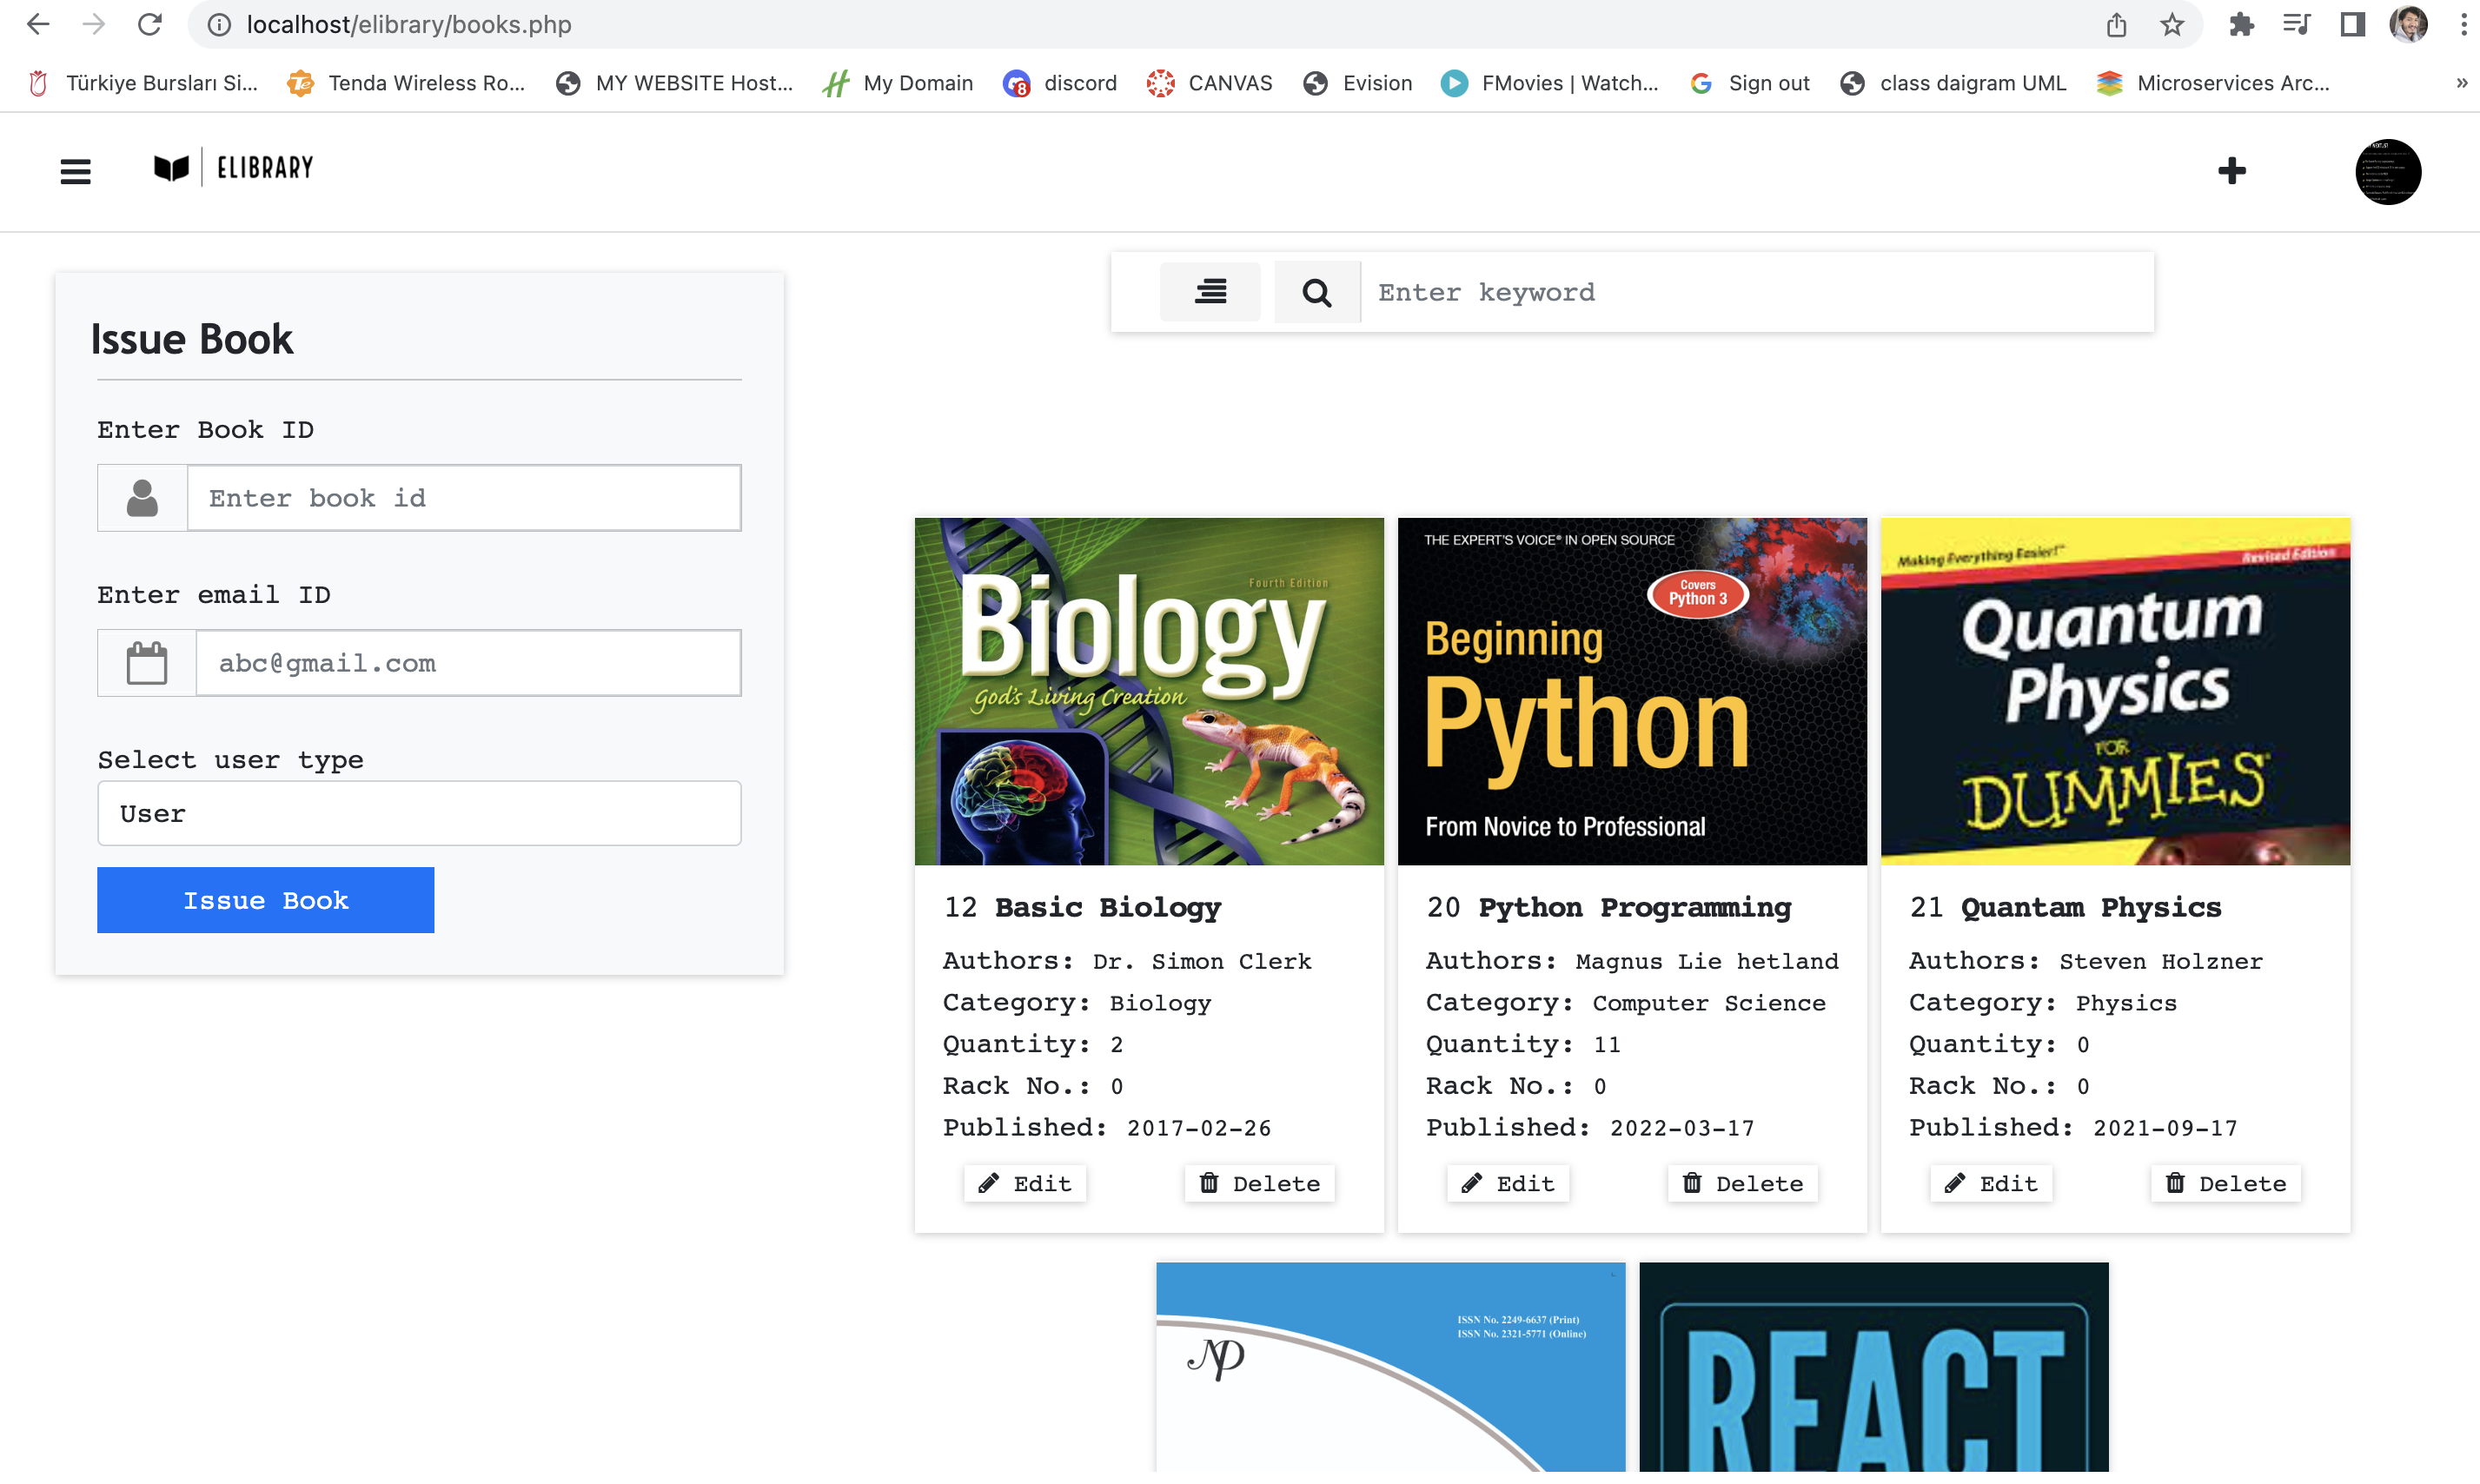 localhost/elibrary/books.php
Türkiye Bursları Si...
Tenda Wireless Ro...
MY WEBSITE Host...
My Domain
8
discord
CANVAS
Evision
FMovies | Watch...
Sign out
class daigram UML
Microservices Arc...
»
ELIBRARY
Enter keyword
Issue Book
Enter Book ID
Enter book id
Enter email ID
abc@gmail.com
Select user type
User
Issue Book
Fourth Edition
Biology
God's Living Creation
12 Basic Biology
Authors: Dr. Simon Clerk
Category: Biology
Quantity: 2
Rack No.: 0
Published: 2017-02-26
Edit
Delete
THE EXPERT'S VOICE® IN OPEN SOURCE
Covers
Python 3
Beginning
Python
From Novice to Professional
20 Python Programming
Authors: Magnus Lie hetland
Category: Computer Science
Quantity: 11
Rack No.: 0
Published: 2022-03-17
Edit
Delete
Making Everything Easier!™
Revised Edition
Quantum
Physics
FOR
DUMMIES
21 Quantam Physics
Authors: Steven Holzner
Category: Physics
Quantity: 0
Rack No.: 0
Published: 2021-09-17
Edit
Delete
ISSN No. 2249-6637 (Print)
ISSN No. 2321-5771 (Online)
REACT